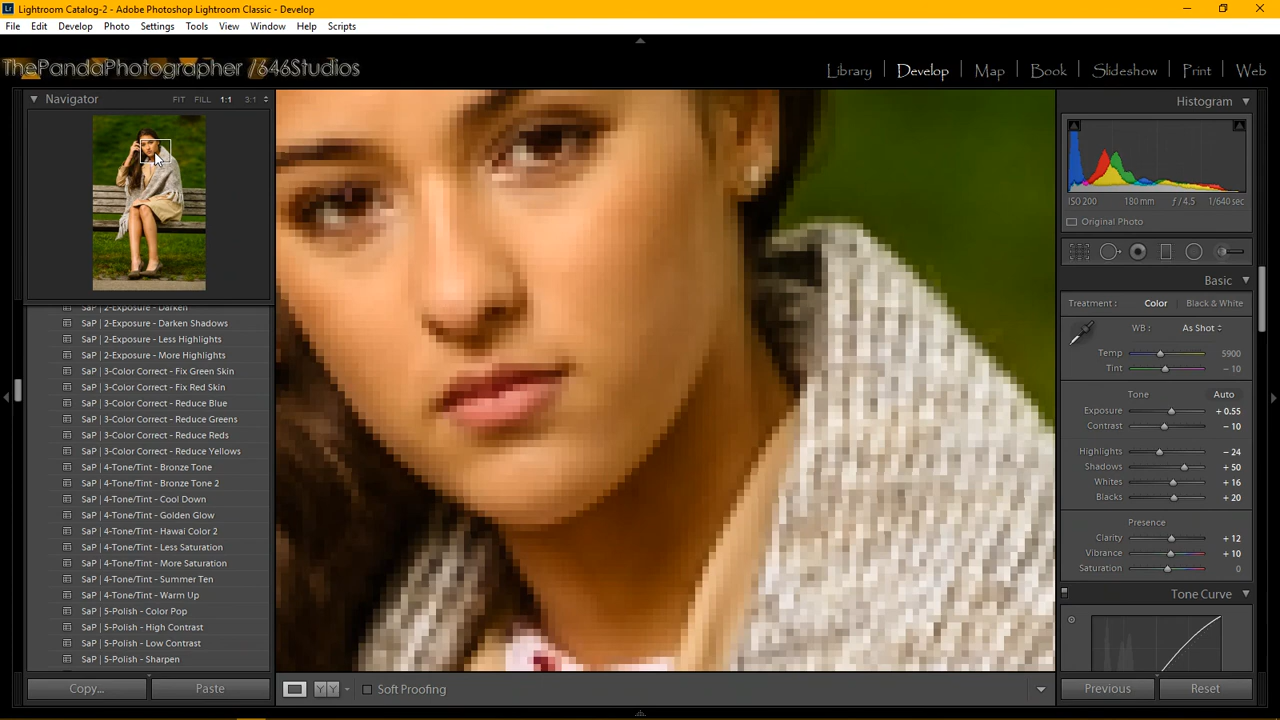 Lightroom Catalog-2 - Adobe Photoshop Lightroom Classic - Develop
File Edit Develop Photo Settings Tools View Window Help Scripts
ThePandaPhotographer /646Studios
Library Develop Map Book Slideshow Print Web
Navigator FIT FILL 1:1 3:1
SaP | 2-Exposure - Darken
SaP | 2-Exposure - Darken Shadows
SaP | 2-Exposure - Less Highlights
SaP | 2-Exposure - More Highlights
SaP | 3-Color Correct - Fix Green Skin
SaP | 3-Color Correct - Fix Red Skin
SaP | 3-Color Correct - Reduce Blue
SaP | 3-Color Correct - Reduce Greens
SaP | 3-Color Correct - Reduce Reds
SaP | 3-Color Correct - Reduce Yellows
SaP | 4-Tone/Tint - Bronze Tone
SaP | 4-Tone/Tint - Bronze Tone 2
SaP | 4-Tone/Tint - Cool Down
SaP | 4-Tone/Tint - Golden Glow
SaP | 4-Tone/Tint - Hawai Color 2
SaP | 4-Tone/Tint - Less Saturation
SaP | 4-Tone/Tint - More Saturation
SaP | 4-Tone/Tint - Summer Ten
SaP | 4-Tone/Tint - Warm Up
SaP | 5-Polish - Color Pop
SaP | 5-Polish - High Contrast
SaP | 5-Polish - Low Contrast
SaP | 5-Polish - Sharpen
Copy... Paste
YY Soft Proofing
Histogram
ISO 200 180 mm ƒ / 4.5 1/640 sec
Original Photo
Basic
Treatment : Color Black & White
WB : As Shot
Temp 5900
Tint - 10
Tone Auto
Exposure + 0.55
Contrast - 10
Highlights - 24
Shadows + 50
Whites + 16
Blacks + 20
Presence
Clarity + 12
Vibrance + 10
Saturation 0
Tone Curve
Previous Reset